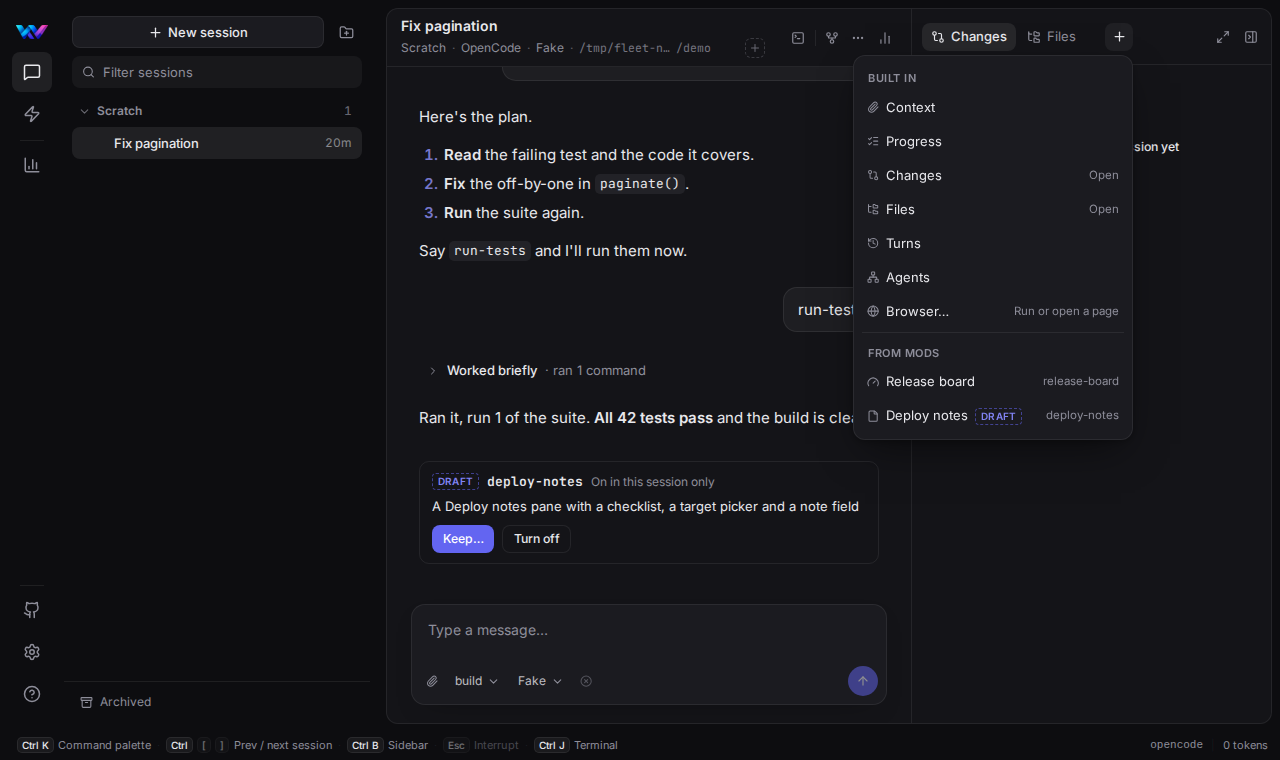 New session
Filter sessions
Scratch 1
Fix pagination 20m
Archived
Fix pagination
Scratch · OpenCode · Fake · /tmp/fleet-n… /demo
Here's the plan.
1. Read the failing test and the code it covers.
2. Fix the off-by-one in paginate().
3. Run the suite again.
Say run-tests and I'll run them now.
run-test
Worked briefly · ran 1 command
Ran it, run 1 of the suite. All 42 tests pass and the build is clea
DRAFT deploy-notes On in this session only
A Deploy notes pane with a checklist, a target picker and a note field
Keep… Turn off
Type a message…
build Fake
Changes Files
sion yet
BUILT IN
Context
Progress
Changes Open
Files Open
Turns
Agents
Browser… Run or open a page
FROM MODS
Release board release-board
Deploy notes DRAFT deploy-notes
Ctrl K Command palette Ctrl [ ] Prev / next session Ctrl B Sidebar Esc Interrupt Ctrl J Terminal opencode 0 tokens